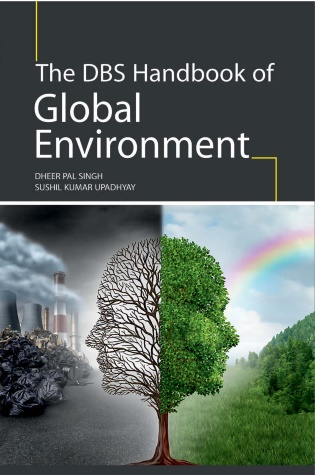 The DBS Handbook of
Global
Environment
DHEER PAL SINGH
SUSHIL KUMAR UPADHYAY